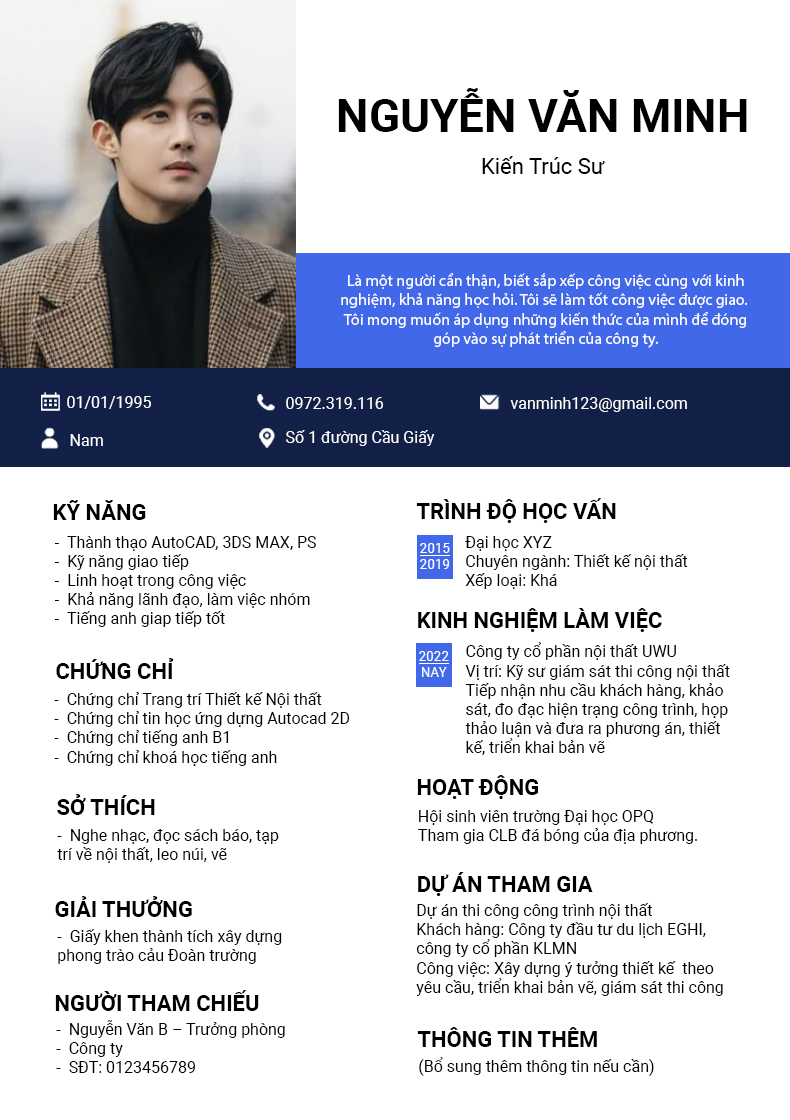 NGUYỄN VĂN MINH
Kiến Trúc Sư
Là một người cẩn thận, biết sắp xếp công việc cùng với kinh
nghiệm, khả năng học hỏi. Tôi sẽ làm tốt công việc được giao.
Tôi mong muốn áp dụng những kiến thức của mình để đóng
góp vào sự phát triển của công ty.
01/01/1995
0972.319.116
vanminh123@gmail.com
Nam
Số 1 đường Cầu Giấy
KỸ NĂNG
- Thành thạo AutoCAD, 3DS MAX, PS
- Kỹ năng giao tiếp
- Linh hoạt trong công việc
- Khả năng lãnh đạo, làm việc nhóm
- Tiếng anh giap tiếp tốt
CHỨNG CHỈ
- Chứng chỉ Trang trí Thiết kế Nội thất
- Chứng chỉ tin học ứng dụng Autocad 2D
- Chứng chỉ tiếng anh B1
- Chứng chỉ khoá học tiếng anh
SỞ THÍCH
- Nghe nhạc, đọc sách báo, tạp
trí về nội thất, leo núi, vẽ
GIẢI THƯỞNG
- Giấy khen thành tích xây dựng
phong trào cảu Đoàn trường
NGƯỜI THAM CHIẾU
- Nguyễn Văn B – Trưởng phòng
- Công ty
- SĐT: 0123456789
TRÌNH ĐỘ HỌC VẤN
2015
2019
Đại học XYZ
Chuyên ngành: Thiết kế nội thất
Xếp loại: Khá
KINH NGHIỆM LÀM VIỆC
2022
NAY
Công ty cổ phần nội thất UWU
Vị trí: Kỹ sư giám sát thi công nội thất
Tiếp nhận nhu cầu khách hàng, khảo
sát, đo đạc hiện trạng công trình, họp
thảo luận và đưa ra phương án, thiết
kế, triển khai bản vẽ
HOẠT ĐỘNG
Hội sinh viên trường Đại học OPQ
Tham gia CLB đá bóng của địa phương.
DỰ ÁN THAM GIA
Dự án thi công công trình nội thất
Khách hàng: Công ty đầu tư du lịch EGHI,
công ty cổ phần KLMN
Công việc: Xây dựng ý tưởng thiết kế theo
yêu cầu, triển khai bản vẽ, giám sát thi công
THÔNG TIN THÊM
(Bổ sung thêm thông tin nếu cần)